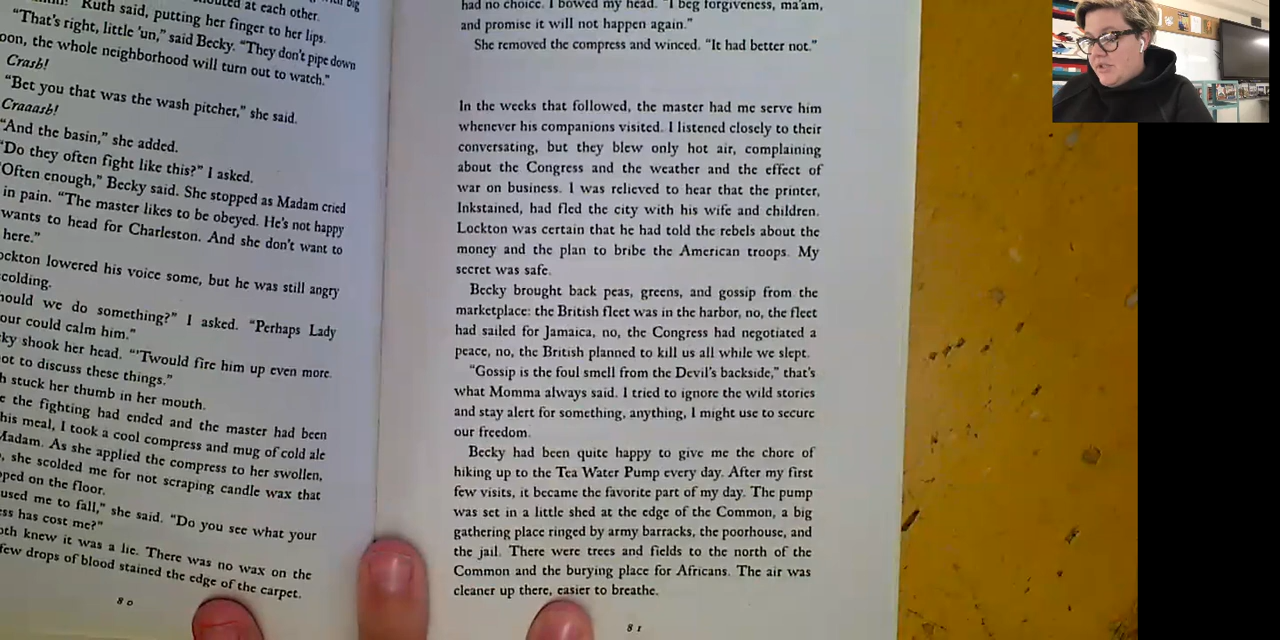 outed at each other.
Ruth said, putting her finger to her lips.
"That's right, little 'un," said Becky. "They don't pipe down
oon, the whole neighborhood will turn out to watch."
Crash!
"Bet you that was the wash pitcher," she said.
Craaash!
"And the basin," she added.
"Do they often fight like this?" I asked.
"Often enough," Becky said. She stopped as Madam cried
in pain. "The master likes to be obeyed. He's not happy
wants to head for Charleston. And she don't want to
here."
ockton lowered his voice some, but he was still angry
colding.
hould we do something?" I asked. "Perhaps Lady
our could calm him."
ky shook her head. "'Twould fire him up even more.
ot to discuss these things."
h stuck her thumb in her mouth.
e the fighting had ended and the master had been
his meal, I took a cool compress and mug of cold ale
Madam. As she applied the compress to her swollen,
, she scolded me for not scraping candle wax that
pped on the floor.
used me to fall," she said. "Do you see what your
ess has cost me?"
oth knew it was a lie. There was no wax on the
few drops of blood stained the edge of the carpet.
80
had no choice. I bowed my head. "I beg forgiveness, ma'am,
and promise it will not happen again."
She removed the compress and winced. "It had better not."
In the weeks that followed, the master had me serve him
whenever his companions visited. I listened closely to their
conversating, but they blew only hot air, complaining
about the Congress and the weather and the effect of
war on business. I was relieved to hear that the printer,
Inkstained, had fled the city with his wife and children.
Lockton was certain that he had told the rebels about the
money and the plan to bribe the American troops. My
secret was safe.
Becky brought back peas, greens, and gossip from the
marketplace: the British fleet was in the harbor, no, the fleet
had sailed for Jamaica, no, the Congress had negotiated a
peace, no, the British planned to kill us all while we slept.
"Gossip is the foul smell from the Devil's backside," that's
what Momma always said. I tried to ignore the wild stories
and stay alert for something, anything, I might use to secure
our freedom.
Becky had been quite happy to give me the chore of
hiking up to the Tea Water Pump every day. After my first
few visits, it became the favorite part of my day. The pump
was set in a little shed at the edge of the Common, a big
gathering place ringed by army barracks, the poorhouse, and
the jail. There were trees and fields to the north of the
Common and the burying place for Africans. The air was
cleaner up there, easier to breathe.
81